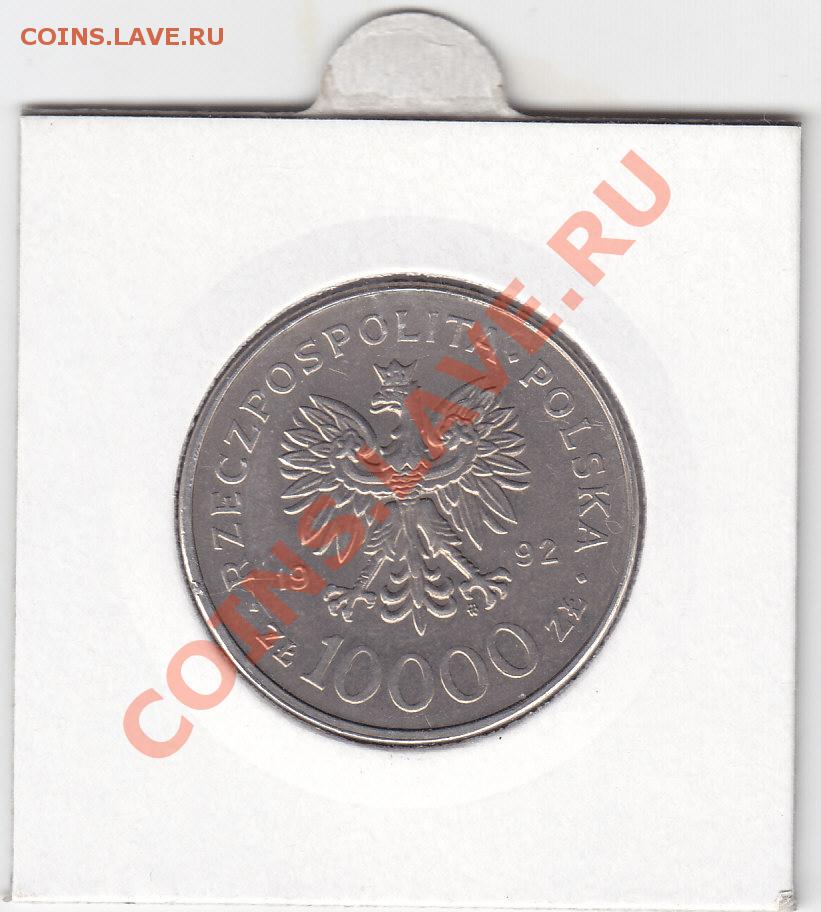 COINS.LAVE.RU
COINS.LAVE.RU
RZECZPOSPOLITA · POLSKA
19 92
ZŁ 10000 ZŁ